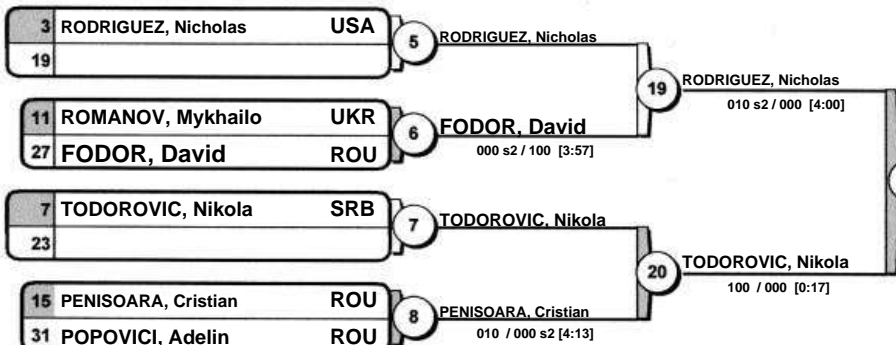 3 RODRIGUEZ, Nicholas USA
19
5 RODRIGUEZ, Nicholas
11 ROMANOV, Mykhailo UKR
27 FODOR, David ROU
6 FODOR, David
000 s2 / 100 [3:57]
19 RODRIGUEZ, Nicholas
010 s2 / 000 [4:00]
7 TODOROVIC, Nikola SRB
23
7 TODOROVIC, Nikola
15 PENISOARA, Cristian ROU
31 POPOVICI, Adelin ROU
8 PENISOARA, Cristian
010 / 000 s2 [4:13]
20 TODOROVIC, Nikola
100 / 000 [0:17]